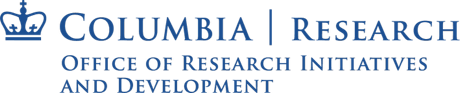 COLUMBIA | RESEARCH
OFFICE OF RESEARCH INITIATIVES
AND DEVELOPMENT